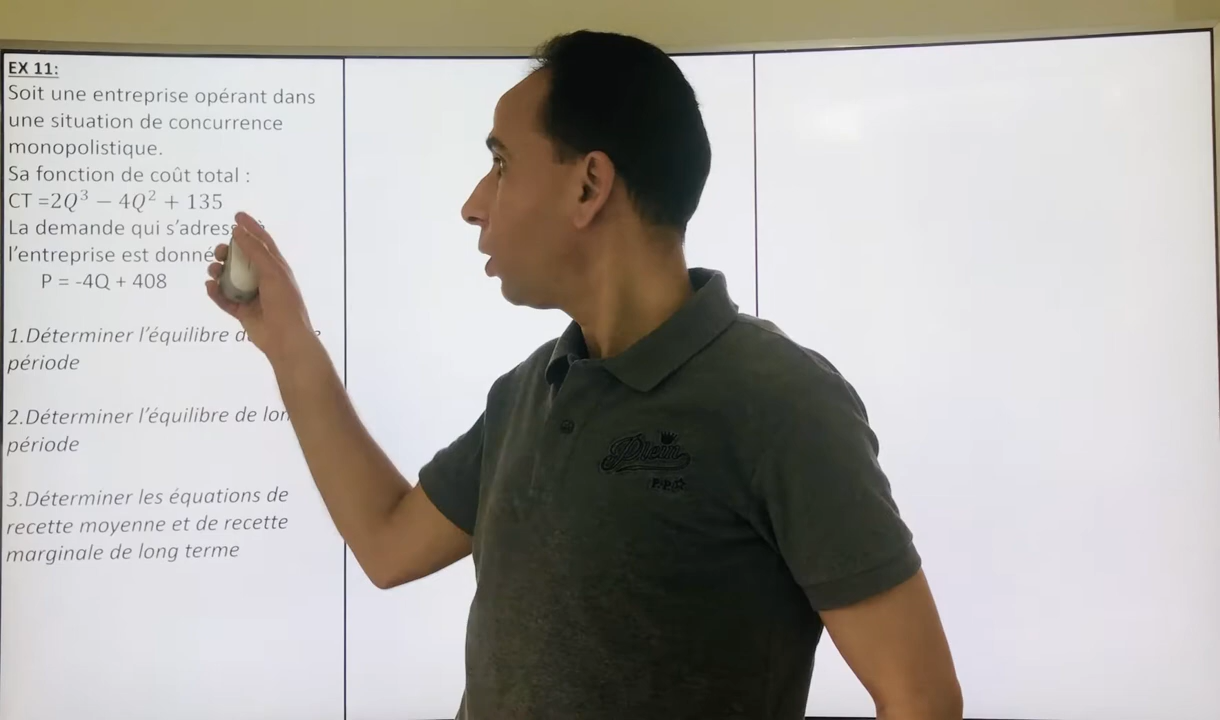 EX 11:
Soit une entreprise opérant dans
une situation de concurrence
monopolistique.
Sa fonction de coût total :
CT =2Q³ − 4Q² + 135
La demande qui s’adress à
l’entreprise est donné
P = -4Q + 408
1.Déterminer l’équilibre d
période
2.Déterminer l’équilibre de lon
période
3.Déterminer les équations de
recette moyenne et de recette
marginale de long terme
Plein
P.P.